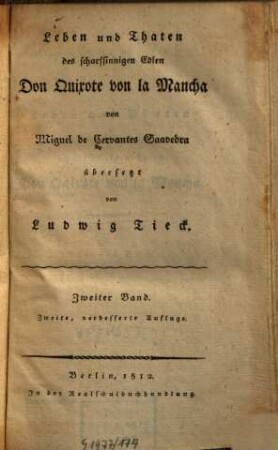 Leben und Thaten
des scharfsinnigen Edlen
Don Quixote von la Mancha
von
Miguel de Cervantes Saavedra
übersetzt
von
Ludwig Tieck.
Zweiter Band.
Zweite, verbesserte Auflage.
Berlin, 1812.
In der Realschulbuchhandlung.